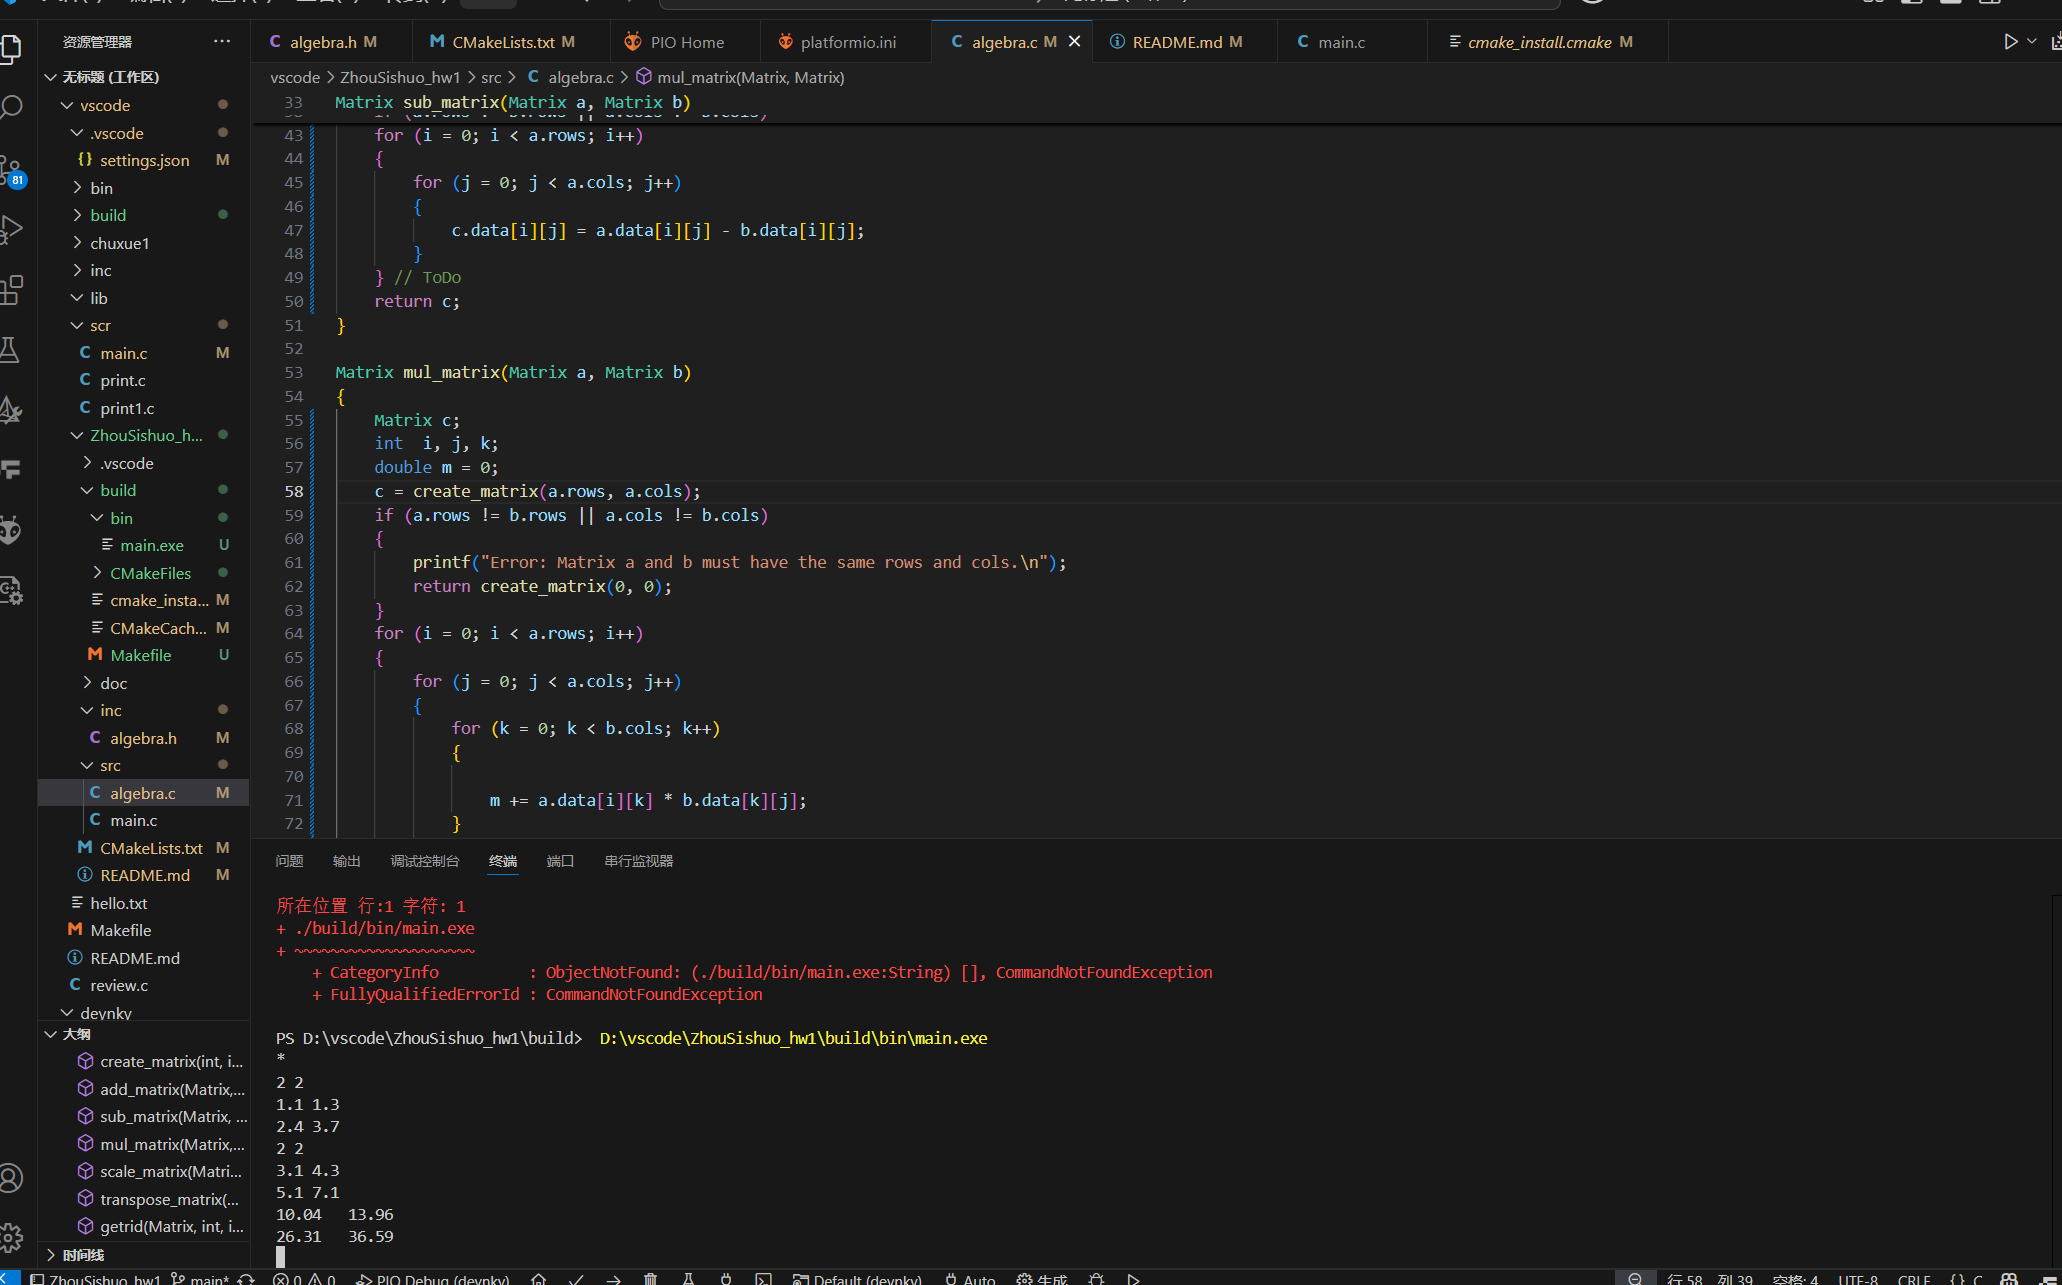 资源管理器 ···
algebra.h M
CMakeLists.txt M
PIO Home
platformio.ini
algebra.c M
README.md M
main.c
cmake_install.cmake M
vscode > ZhouSishuo_hw1 > src > C algebra.c > mul_matrix(Matrix, Matrix)
无标题 (工作区)
vscode
.vscode
settings.json M
bin
build
chuxue1
inc
lib
scr
main.c M
print.c
print1.c
ZhouSishuo_h...
.vscode
build
bin
main.exe U
CMakeFiles
cmake_insta... M
CMakeCach... M
Makefile U
doc
inc
algebra.h M
src
algebra.c M
main.c
CMakeLists.txt M
README.md M
hello.txt
Makefile
README.md
review.c
devnky
大纲
create_matrix(int, i...
add_matrix(Matrix,...
sub_matrix(Matrix, ...
mul_matrix(Matrix,...
scale_matrix(Matri...
transpose_matrix(...
getrid(Matrix, int, i...
时间线
81
33 Matrix sub_matrix(Matrix a, Matrix b)
43 for (i = 0; i < a.rows; i++)
44 {
45 for (j = 0; j < a.cols; j++)
46 {
47 c.data[i][j] = a.data[i][j] - b.data[i][j];
48 }
49 } // ToDo
50 return c;
51 }
52
53 Matrix mul_matrix(Matrix a, Matrix b)
54 {
55 Matrix c;
56 int  i, j, k;
57 double m = 0;
58 c = create_matrix(a.rows, a.cols);
59 if (a.rows != b.rows || a.cols != b.cols)
60 {
61 printf("Error: Matrix a and b must have the same rows and cols.\n");
62 return create_matrix(0, 0);
63 }
64 for (i = 0; i < a.rows; i++)
65 {
66 for (j = 0; j < a.cols; j++)
67 {
68 for (k = 0; k < b.cols; k++)
69 {
70
71 m += a.data[i][k] * b.data[k][j];
72 }
问题 输出 调试控制台 终端 端口 串行监视器
所在位置 行:1 字符: 1
+ ./build/bin/main.exe
+ ~~~~~~~~~~~~~~~~~~~~
+ CategoryInfo          : ObjectNotFound: (./build/bin/main.exe:String) [], CommandNotFoundException
+ FullyQualifiedErrorId : CommandNotFoundException
PS D:\vscode\ZhouSishuo_hw1\build>  D:\vscode\ZhouSishuo_hw1\build\bin\main.exe
*
2 2
1.1 1.3
2.4 3.7
2 2
3.1 4.3
5.1 7.1
10.04   13.96
26.31   36.59
ZhouSishuo_hw1 main* 0 0 PIO Debug (devnky) Default (devnky) Auto 生成 行 58 列 39 空格: 4 UTF-8 CRLF {} C